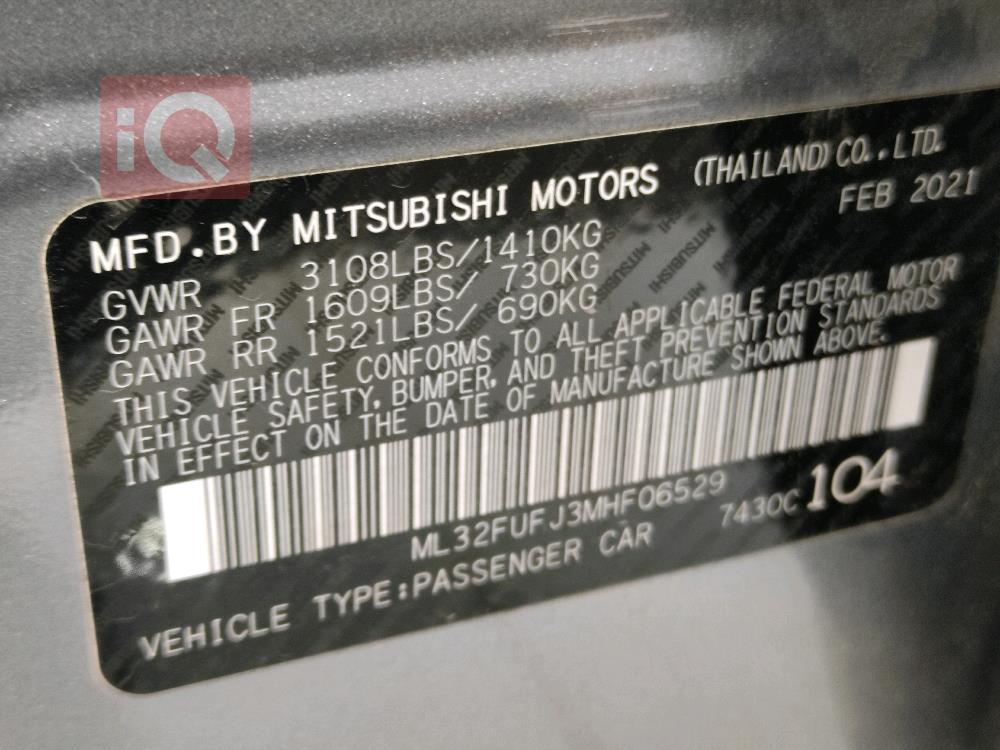 iQ
MFD.BY MITSUBISHI MOTORS (THAILAND) CO.,LTD.
FEB 2021
GVWR 3108LBS/1410KG
GAWR FR 1609LBS/ 730KG
GAWR RR 1521LBS/ 690KG
THIS VEHICLE CONFORMS TO ALL APPLICABLE FEDERAL MOTOR
VEHICLE SAFETY, BUMPER, AND THEFT PREVENTION STANDARDS
IN EFFECT ON THE DATE OF MANUFACTURE SHOWN ABOVE.
ML32FUFJ3MHF06529
7430C 104
VEHICLE TYPE:PASSENGER CAR